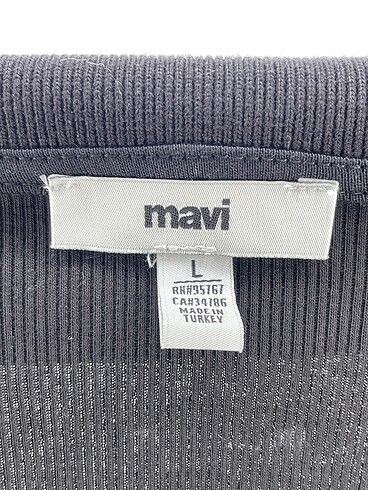 mavi
L
RN#95767
CA#34786
MADE IN
TURKEY